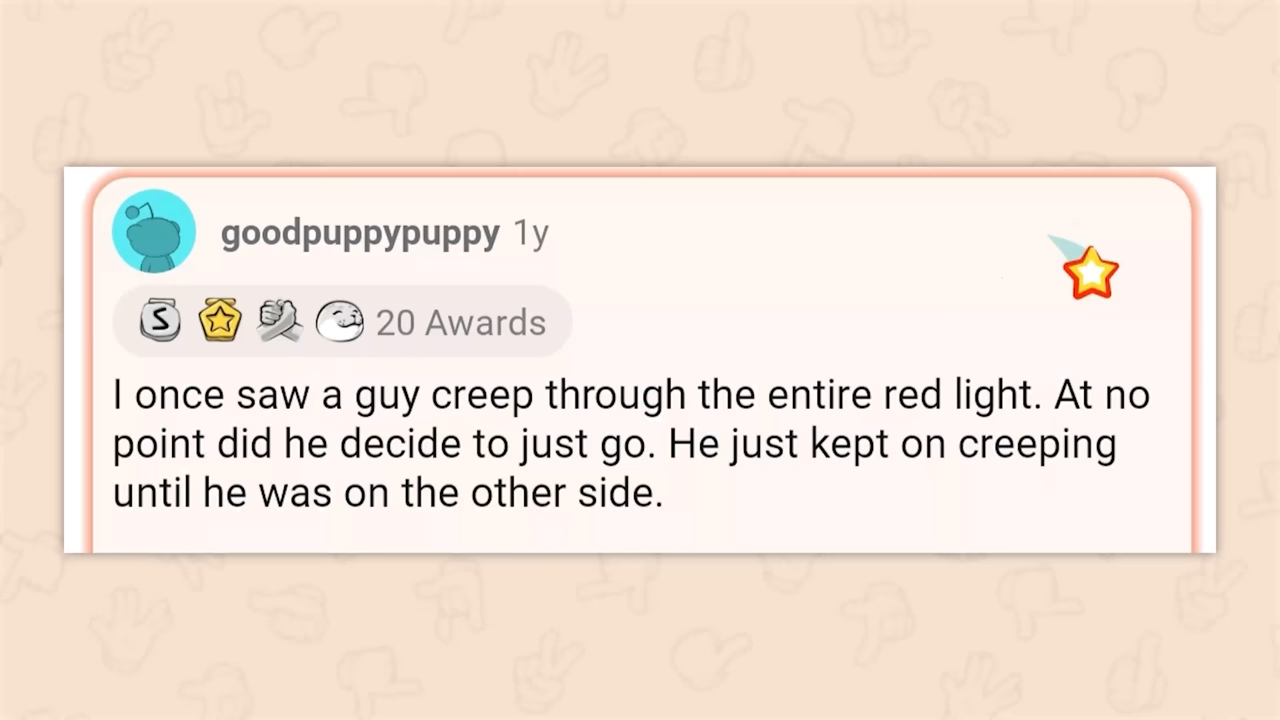 goodpuppypuppy 1y
S 20 Awards
I once saw a guy creep through the entire red light. At no
point did he decide to just go. He just kept on creeping
until he was on the other side.